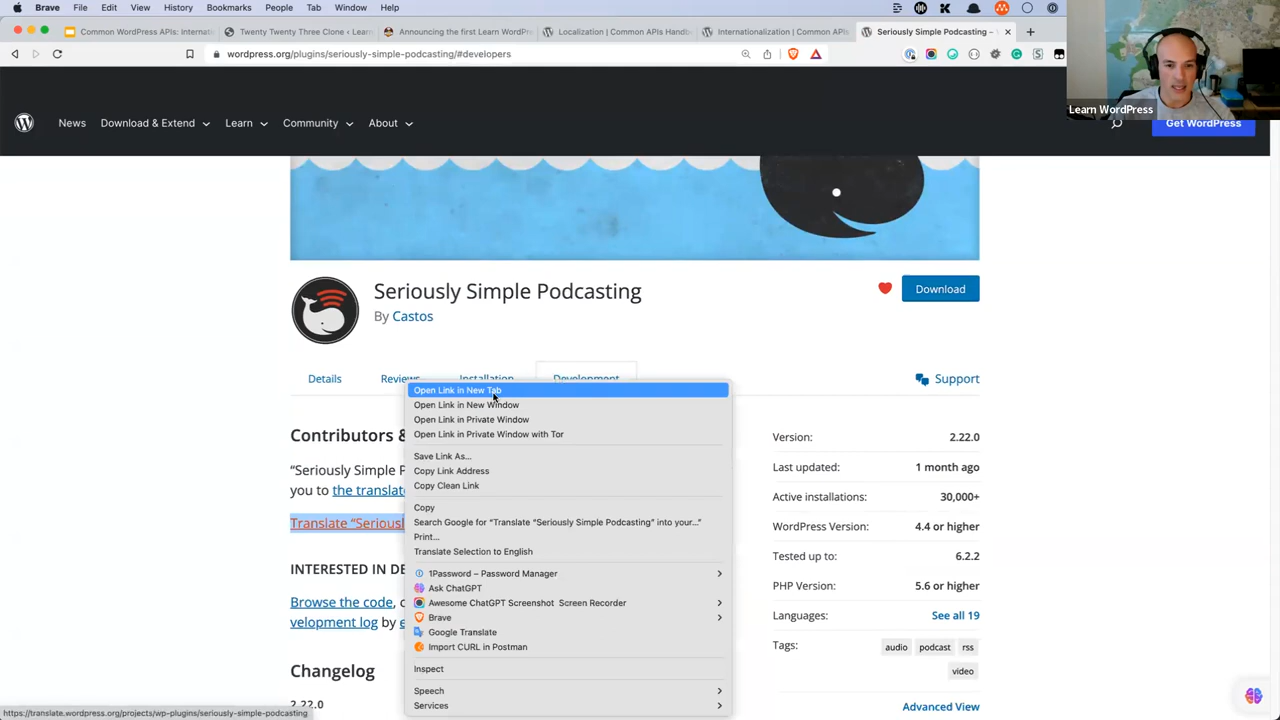 Brave File Edit View History Bookmarks People Tab Window Help
Common WordPress APIs: Internati
Twenty Twenty Three Clone – Learn
Announcing the first Learn WordPre
Localization | Common APIs Handb
Internationalization | Common APIs
Seriously Simple Podcasting –
wordpress.org/plugins/seriously-simple-podcasting/#developers
Learn WordPress
News Download & Extend Learn Community About Get WordPress
Seriously Simple Podcasting
By Castos
Download
Details Reviews Installation Development Support
Open Link in New Tab
Open Link in New Window
Open Link in Private Window
Open Link in Private Window with Tor
Save Link As...
Copy Link Address
Copy Clean Link
Copy
Search Google for “Translate “Seriously Simple Podcasting” into your...”
Print...
Translate Selection to English
1Password – Password Manager
Ask ChatGPT
Awesome ChatGPT Screenshot Screen Recorder
Brave
Google Translate
Import CURL in Postman
Inspect
Speech
Services
Contributors &
“Seriously Simple P
you to the translat
Translate “Seriousl
INTERESTED IN DE
Browse the code, c
velopment log by e
Changelog
2.22.0
Version: 2.22.0
Last updated: 1 month ago
Active installations: 30,000+
WordPress Version: 4.4 or higher
Tested up to: 6.2.2
PHP Version: 5.6 or higher
Languages: See all 19
Tags: audio podcast rss
video
Advanced View
https://translate.wordpress.org/projects/wp-plugins/seriously-simple-podcasting